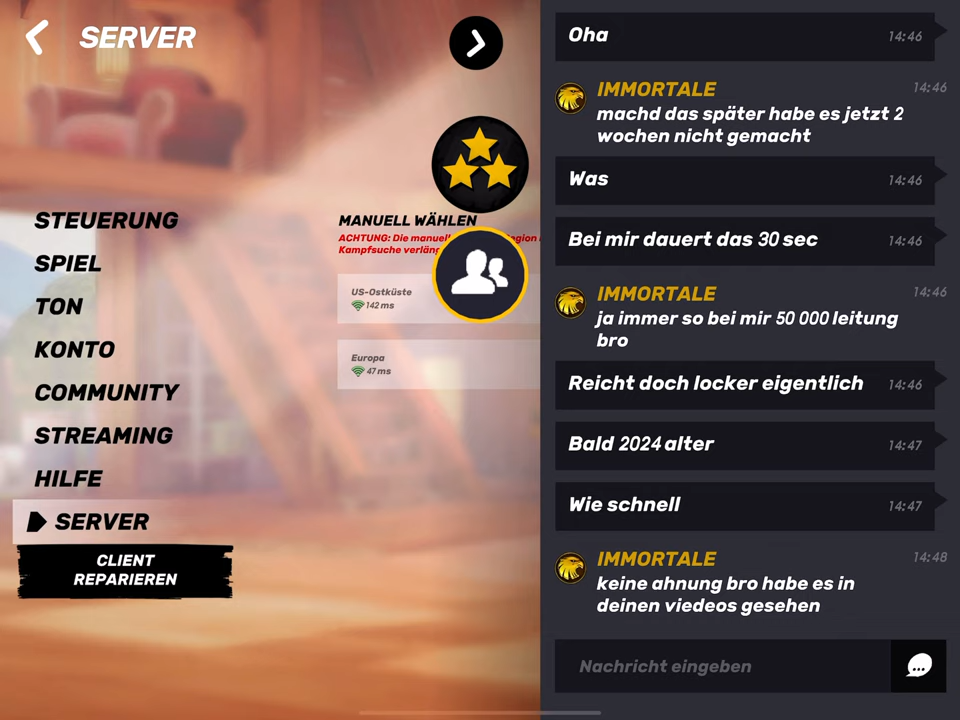 SERVER
STEUERUNG
SPIEL
TON
KONTO
COMMUNITY
STREAMING
HILFE
SERVER
CLIENT
REPARIEREN
MANUELL WÄHLEN
ACHTUNG: Die
Kampfsuche
US-Ostküste
142 ms
Europa
47 ms
Oha 14:46
IMMORTALE 14:46
machd das später habe es jetzt 2
wochen nicht gemacht
Was 14:46
Bei mir dauert das 30 sec 14:46
IMMORTALE 14:46
ja immer so bei mir 50 000 leitung
bro
Reicht doch locker eigentlich 14:46
Bald 2024 alter 14:47
Wie schnell 14:47
IMMORTALE 14:48
keine ahnung bro habe es in
deinen viedeos gesehen
Nachricht eingeben